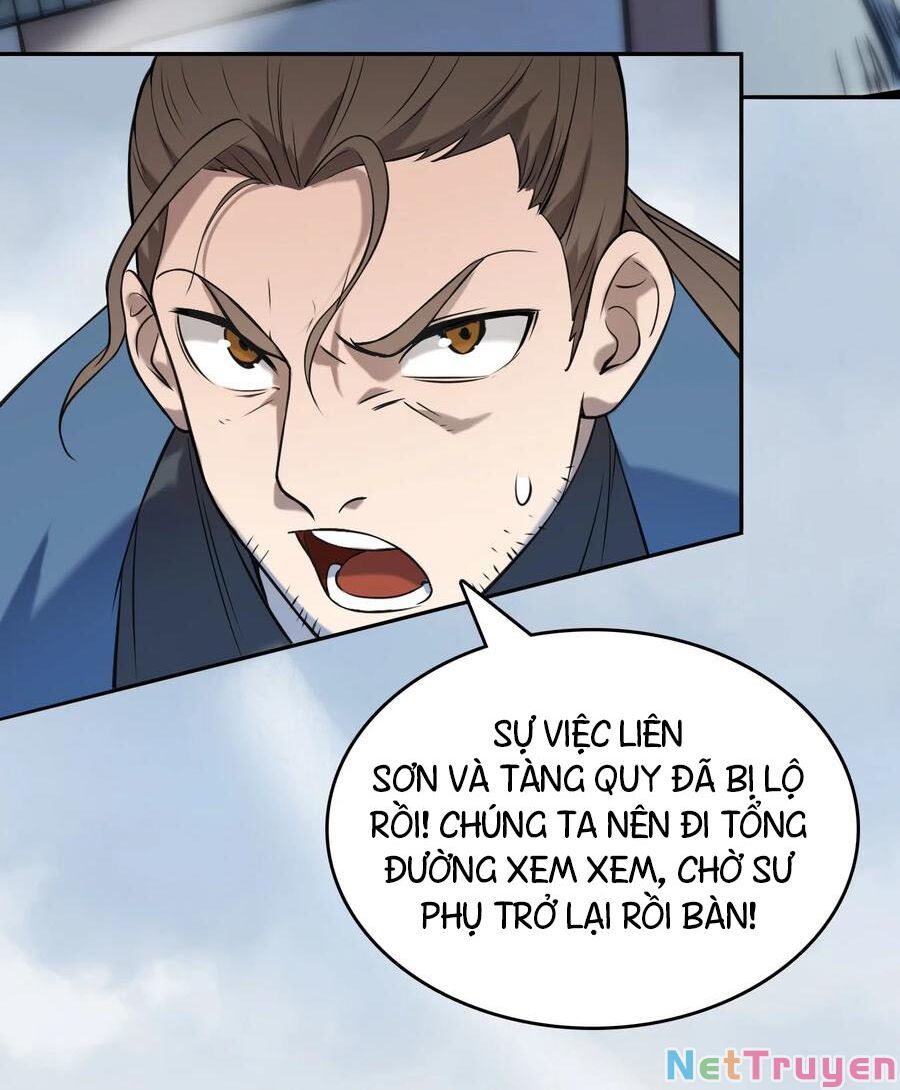 SỰ VIỆC LIÊN
SƠN VÀ TÀNG QUY ĐÃ BỊ LỘ
RỒI! CHÚNG TA NÊN ĐI TỔNG
ĐƯỜNG XEM XEM, CHỜ SƯ
PHỤ TRỞ LẠI RỒI BÀN!
NetTruyen